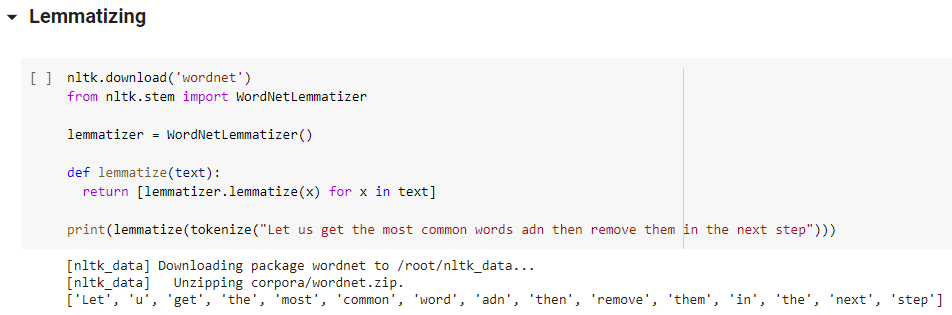 Lemmatizing
[ ] nltk.download('wordnet')
from nltk.stem import WordNetLemmatizer
lemmatizer = WordNetLemmatizer()
def lemmatize(text):
  return [lemmatizer.lemmatize(x) for x in text]
print(lemmatize(tokenize("Let us get the most common words adn then remove them in the next step")))
[nltk_data] Downloading package wordnet to /root/nltk_data...
[nltk_data]   Unzipping corpora/wordnet.zip.
['Let', 'u', 'get', 'the', 'most', 'common', 'word', 'adn', 'then', 'remove', 'them', 'in', 'the', 'next', 'step']